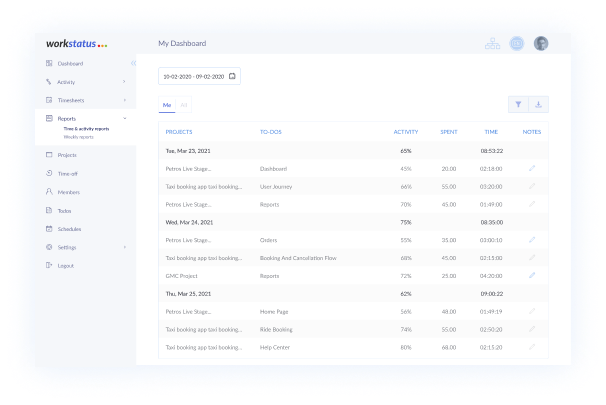 workstatus
My Dashboard
Dashboard
Activity
Timesheets
Reports
Time & activity reports
Weekly reports
Projects
Time-off
Members
Todos
Schedules
Settings
Logout
10-02-2020 - 09-02-2020
Me All
PROJECTS TO-DOS ACTIVITY SPENT TIME NOTES
Tue, Mar 23, 2021 65% 08:53:22
Petros Live Stage... Dashboard 45% 20.00 02:18:00
Taxi booking app taxi booking... User Journey 66% 55.00 03:20:00
Petros Live Stage... Reports 70% 45.00 01:49:00
Wed, Mar 24, 2021 75% 08:35:00
Petros Live Stage... Orders 55% 35.00 03:00:10
Taxi booking app taxi booking... Booking And Cancellation Flow 68% 45.00 02:15:00
GMC Project Reports 72% 25.00 04:20:00
Thu, Mar 25, 2021 62% 09:00:22
Petros Live Stage... Home Page 56% 48.00 01:49:19
Taxi booking app taxi booking... Ride Booking 74% 55.00 02:50:20
Taxi booking app taxi booking... Help Center 80% 68.00 02:15:20